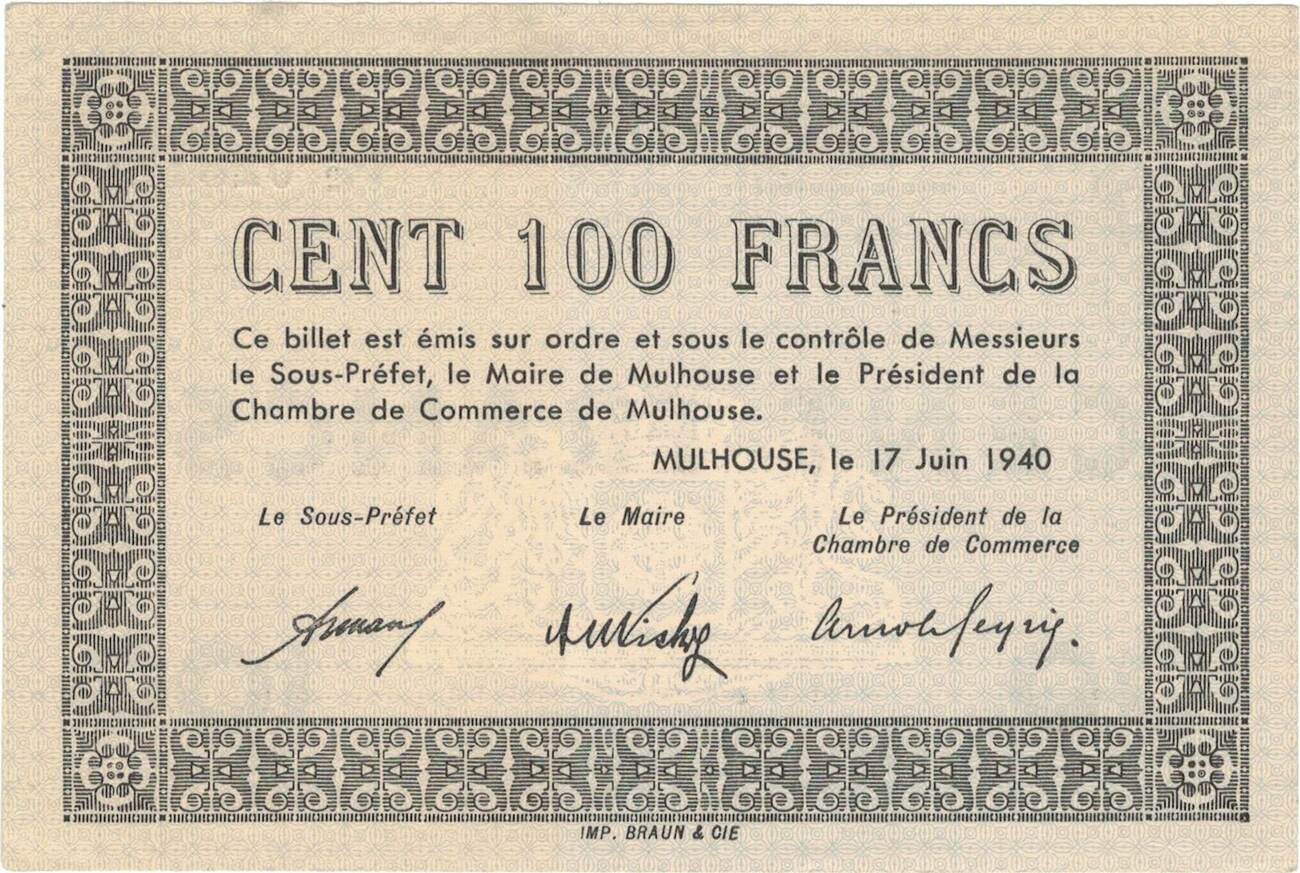 CENT 100 FRANCS
Ce billet est émis sur ordre et sous le contrôle de Messieurs
le Sous-Préfet, le Maire de Mulhouse et le Président de la
Chambre de Commerce de Mulhouse.
MULHOUSE, le 17 Juin 1940
Le Sous-Préfet Le Maire Le Président de la
Chambre de Commerce
IMP. BRAUN & CIE